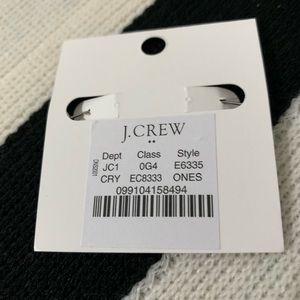 J.CREW
Dept Class Style
JC1 0G4 E6335
CRY EC8333 ONES
099104158494